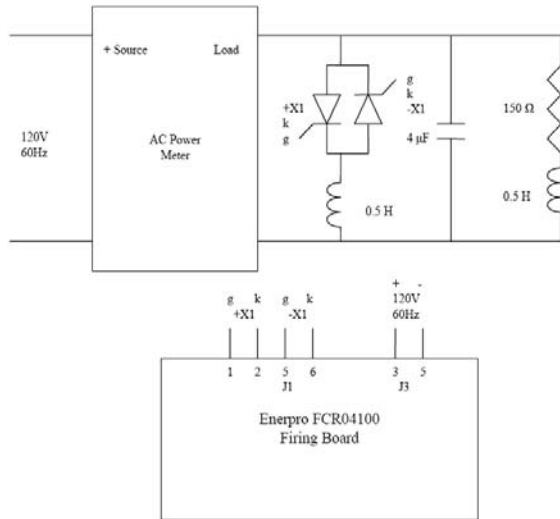 + Source
Load
120V
60Hz
AC Power
Meter
+X1
k
g
g
k
-X1
4 μF
150 Ω
0.5 H
0.5 H
g k g k
+X1 -X1
+ -
120V
60Hz
1 2 5 6 3 5
J1 J3
Enerpro FCR04100
Firing Board